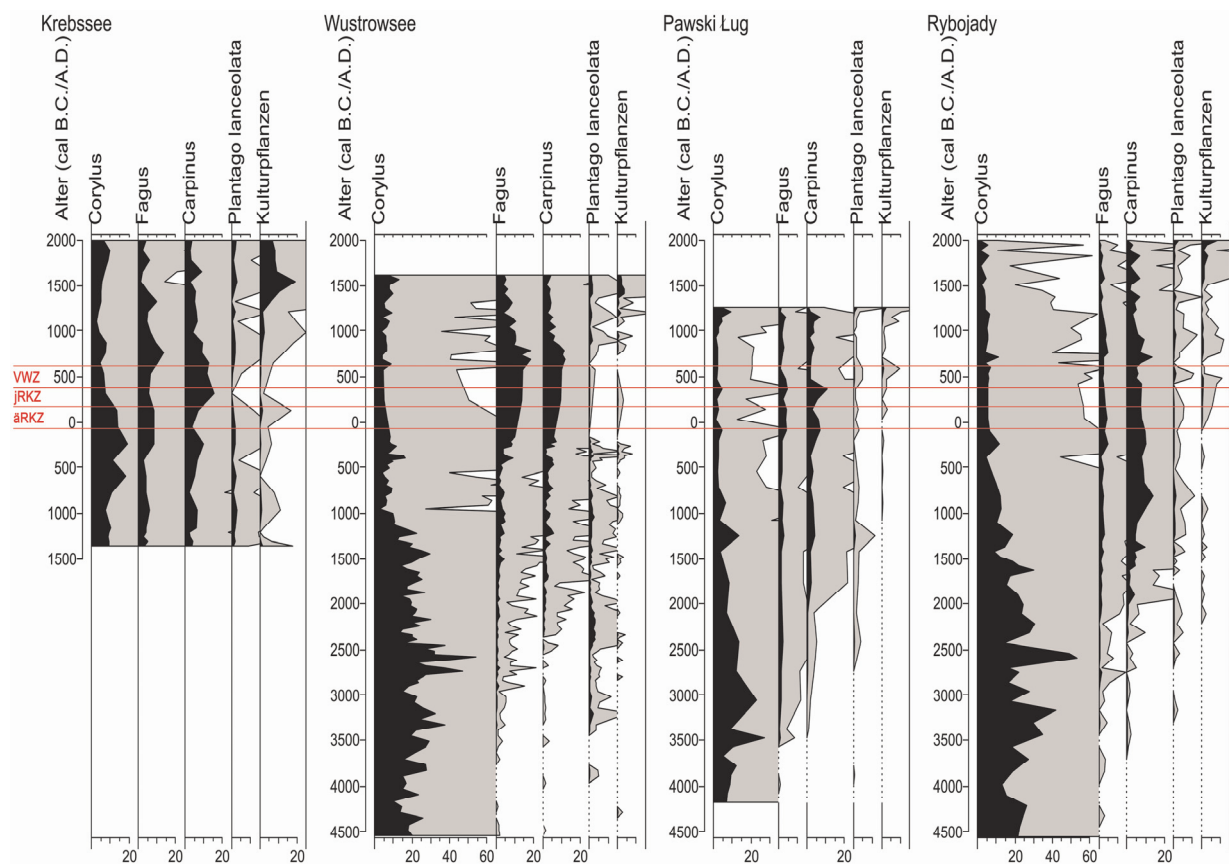 Krebssee
Wustrowsee
Pawski Ług
Rybojady
Alter (cal B.C./A.D.)
Corylus
Fagus
Carpinus
Plantago lanceolata
Kulturpflanzen
Alter (cal B.C./A.D.)
Corylus
Fagus
Carpinus
Plantago lanceolata
Kulturpflanzen
Alter (cal B.C./A.D.)
Corylus
Fagus
Carpinus
Plantago lanceolata
Kulturpflanzen
Alter (cal B.C./A.D.)
Corylus
Fagus
Carpinus
Plantago lanceolata
Kulturpflanzen
2000
1500
1000
500
0
500
1000
1500
VWZ
jRKZ
äRKZ
20 20 20 20
2000
1500
1000
500
0
500
1000
1500
2000
2500
3000
3500
4000
4500
20 40 60 20 20
2000
1500
1000
500
0
500
1000
1500
2000
2500
3000
3500
4000
4500
20 20
2000
1500
1000
500
0
500
1000
1500
2000
2500
3000
3500
4000
4500
20 40 60 20